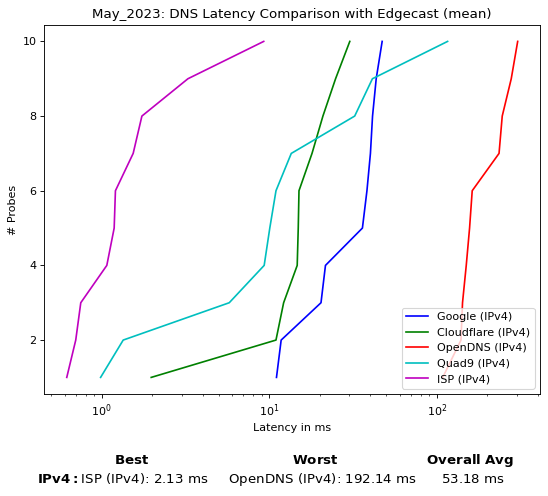 May_2023: DNS Latency Comparison with Edgecast (mean)
10
8
6
4
2
# Probes
Google (IPv4)
Cloudflare (IPv4)
OpenDNS (IPv4)
Quad9 (IPv4)
ISP (IPv4)
10⁰ 10¹ 10²
Latency in ms
Best Worst Overall Avg
IPv4: ISP (IPv4): 2.13 ms OpenDNS (IPv4): 192.14 ms 53.18 ms